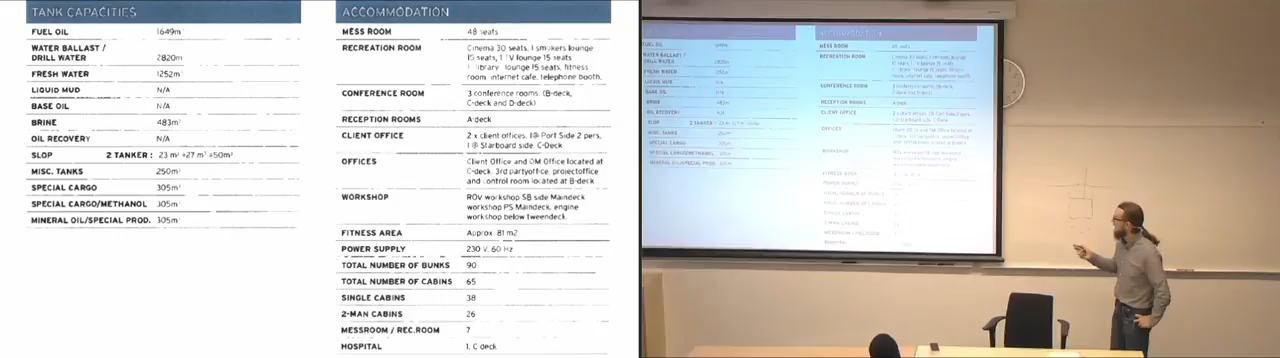 TANK CAPACITIES
FUEL OIL 1649m³
WATER BALLAST /
DRILL WATER 2820m
FRESH WATER 1252m
LIQUID MUD N/A
BASE OIL N/A
BRINE 483m³
OIL RECOVERY N/A
SLOP 2 TANKER : 23 m³ +27 m³ +50m³
MISC. TANKS 250m³
SPECIAL CARGO 305m³
SPECIAL CARGO/METHANOL 305m³
MINERAL OIL/SPECIAL PROD. 305m³
ACCOMMODATION
MESS ROOM 48 seats
RECREATION ROOM Cinema 30 seats, 1 smokers lounge
15 seats, 1 TV lounge 15 seats
1 library lounge 15 seats, fitness
room, internet cafe, telephone booth.
CONFERENCE ROOM 3 conference rooms. (B-deck,
C-deck and D-deck)
RECEPTION ROOMS A-deck
CLIENT OFFICE 2 x client offices, 1@ Port Side 2 pers,
1 @ Starboard side. C-Deck
OFFICES Client Office and OM Office located at
C-deck. 3rd partyoffice, projectoffice
and control room located at B-deck
WORKSHOP ROV workshop SB side Maindeck
workshop PS Maindeck, engine
workshop below tweendeck.
FITNESS AREA Approx. 81 m2
POWER SUPPLY 230 V. 60 Hz
TOTAL NUMBER OF BUNKS 90
TOTAL NUMBER OF CABINS 65
SINGLE CABINS 38
2-MAN CABINS 26
MESSROOM / REC.ROOM 7
HOSPITAL 1, C deck